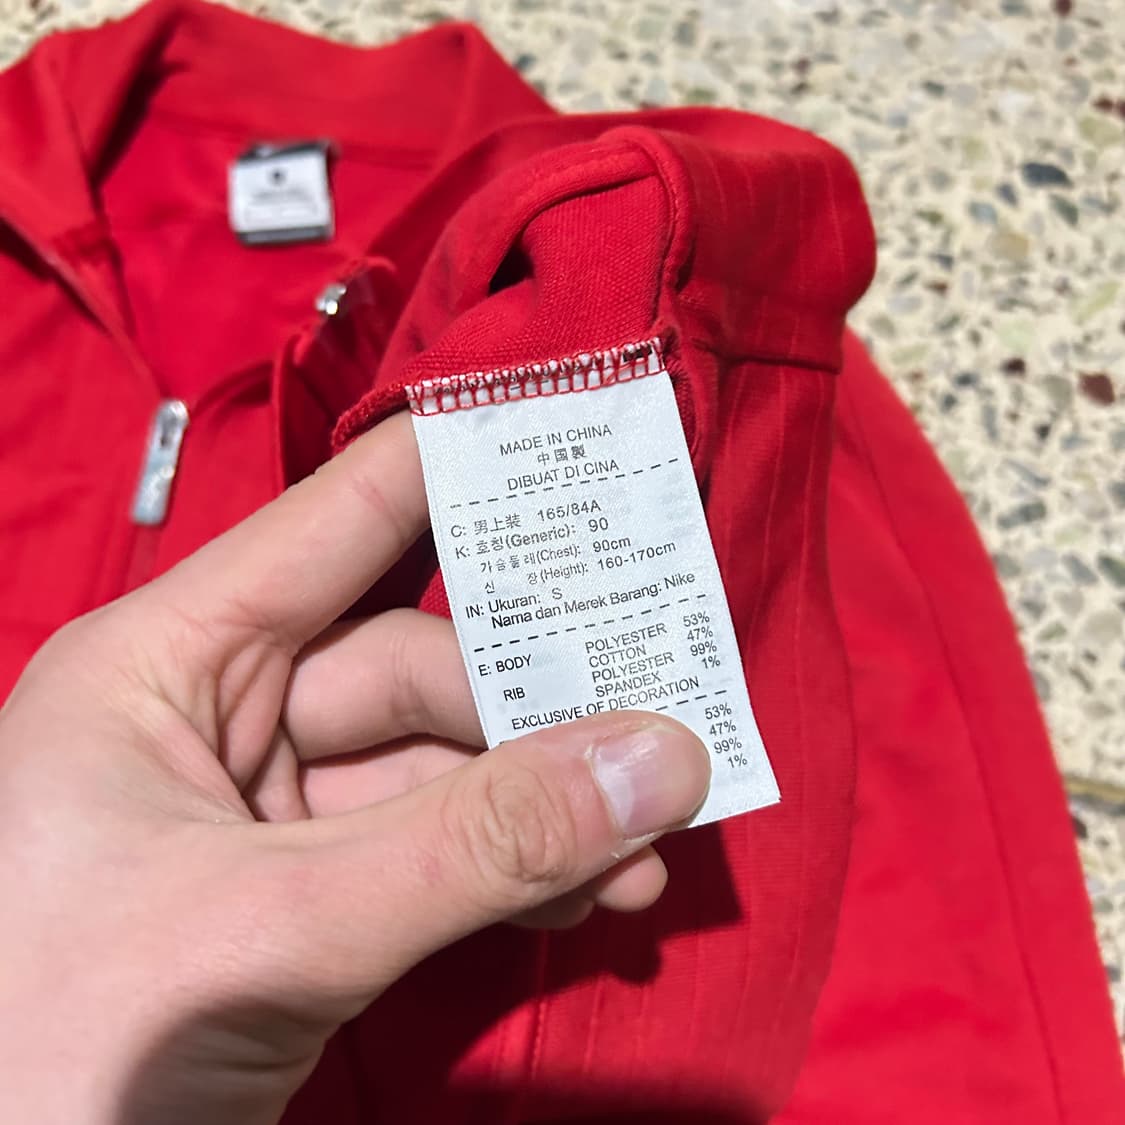 MADE IN CHINA
中國製
DIBUAT DI CINA
C: 男上装 165/84A
K: 호칭(Generic): 90
가슴둘레(Chest): 90cm
신 장(Height): 160-170cm
IN: Ukuran: S
Nama dan Merek Barang: Nike
E: BODY POLYESTER 53%
COTTON 47%
RIB POLYESTER 99%
SPANDEX 1%
EXCLUSIVE OF DECORATION
53%
47%
99%
1%